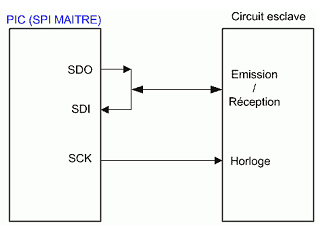 PIC (SPI MAITRE)
Circuit esclave
SDO
SDI
SCK
Emission
/
Réception
Horloge